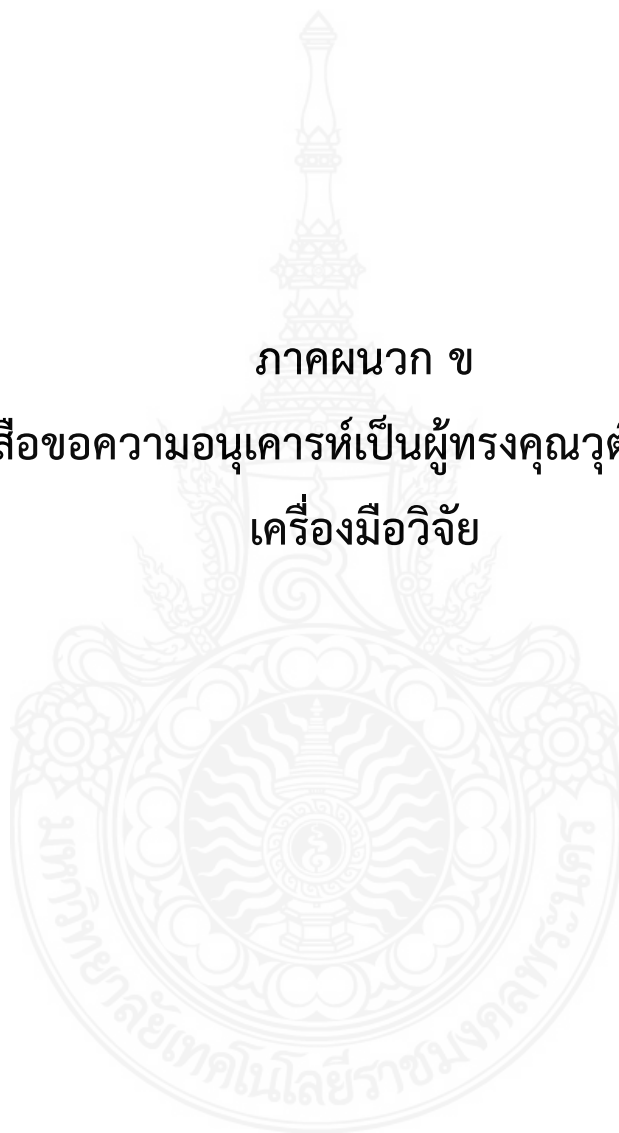 ภาคผนวก ข
สือขอความอนุเคารห์เป็นผู้ทรงคุณวุ
เครื่องมือวิจัย
มหาวิทยาลัยเทคโนโลยีราชมงคลพระนคร